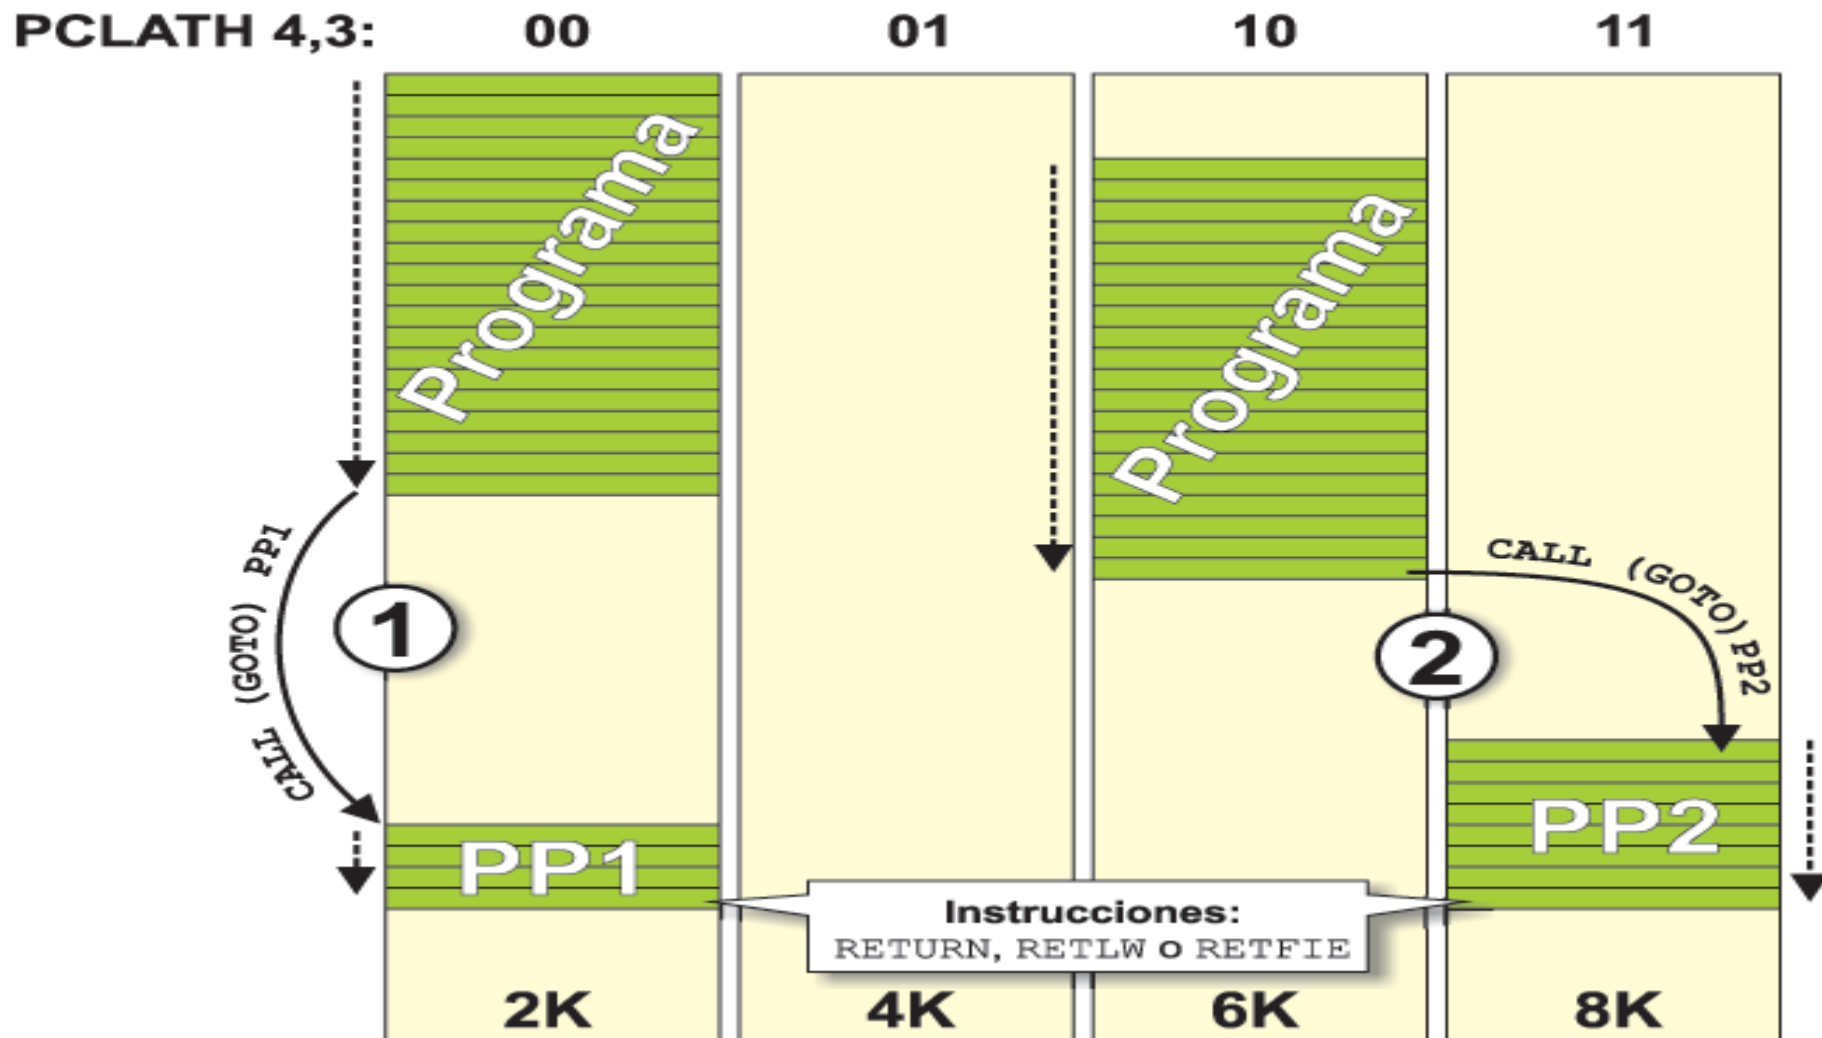 PCLATH 4,3: 00 01 10 11
Programa
Programa
CALL (GOTO) PP1
1
CALL (GOTO) PP2
2
PP1
PP2
Instrucciones:
RETURN, RETLW O RETFIE
2K 4K 6K 8K